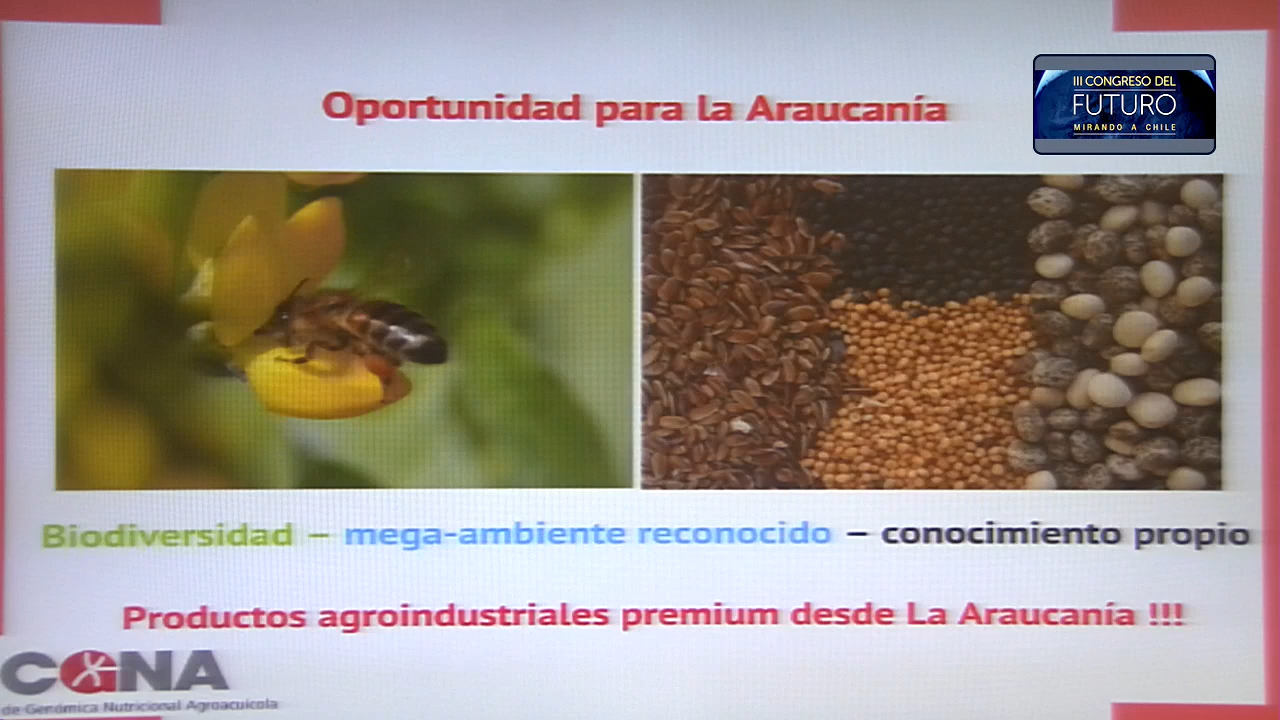 Oportunidad para la Araucanía
III CONGRESO DEL
FUTURO
MIRANDO A CHILE
Biodiversidad – mega-ambiente reconocido – conocimiento propio
Productos agroindustriales premium desde La Araucanía !!!
CGNA
de Genómica Nutricional Agroacuícola